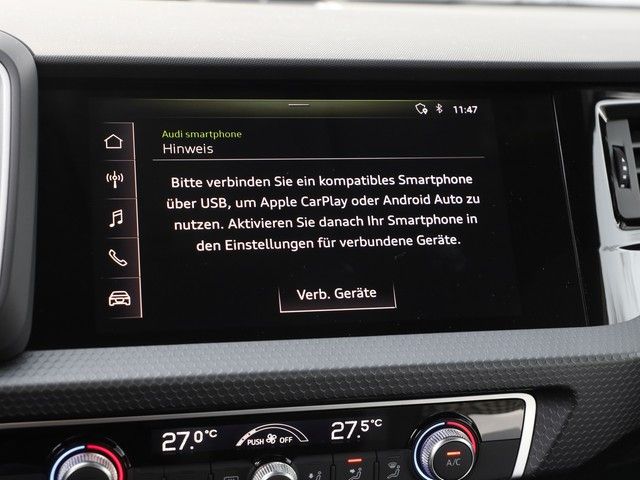 11:47
Audi smartphone
Hinweis
Bitte verbinden Sie ein kompatibles Smartphone
über USB, um Apple CarPlay oder Android Auto zu
nutzen. Aktivieren Sie danach Ihr Smartphone in
den Einstellungen für verbundene Geräte.
Verb. Geräte
27.0°C
PUSH OFF
27.5°C
A/C